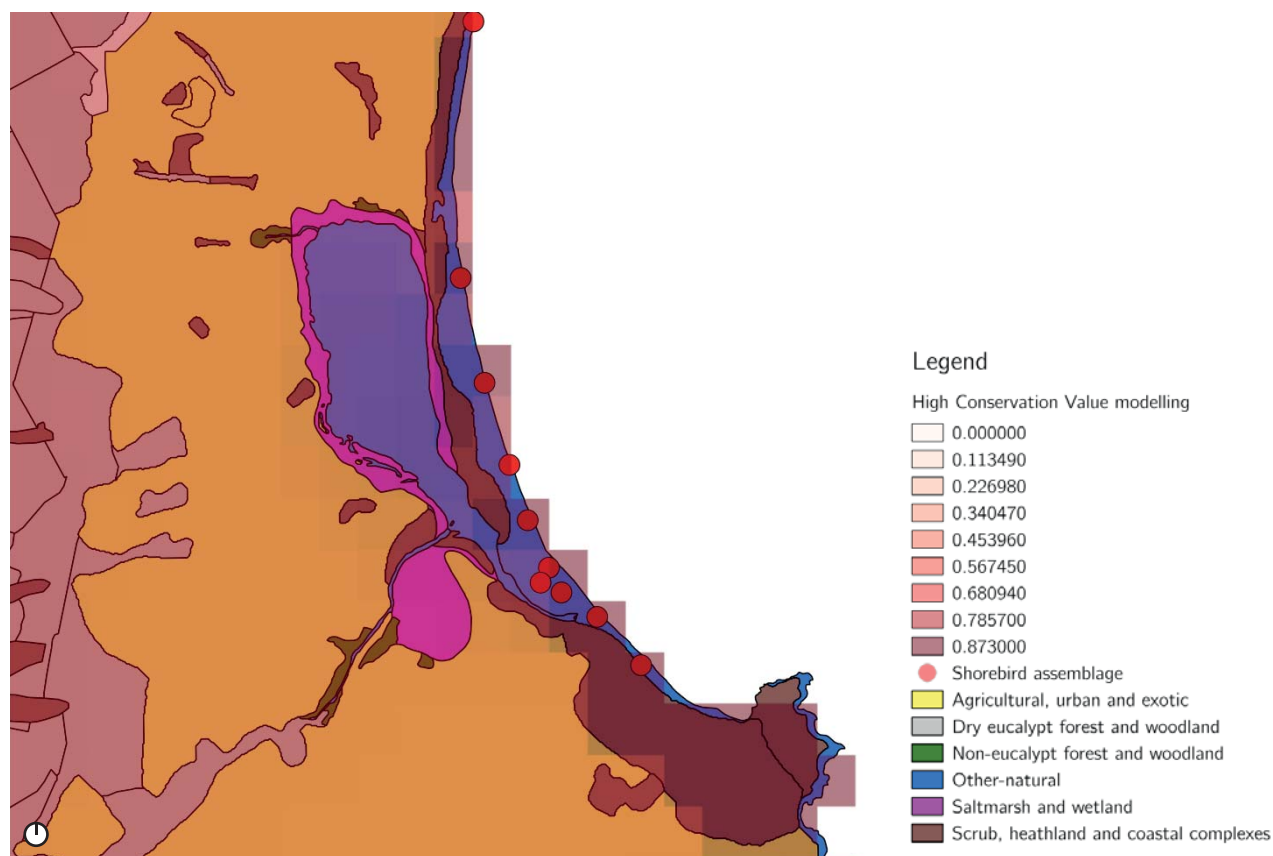 Legend
High Conservation Value modelling
0.000000
0.113490
0.226980
0.340470
0.453960
0.567450
0.680940
0.785700
0.873000
Shorebird assemblage
Agricultural, urban and exotic
Dry eucalypt forest and woodland
Non-eucalypt forest and woodland
Other-natural
Saltmarsh and wetland
Scrub, heathland and coastal complexes